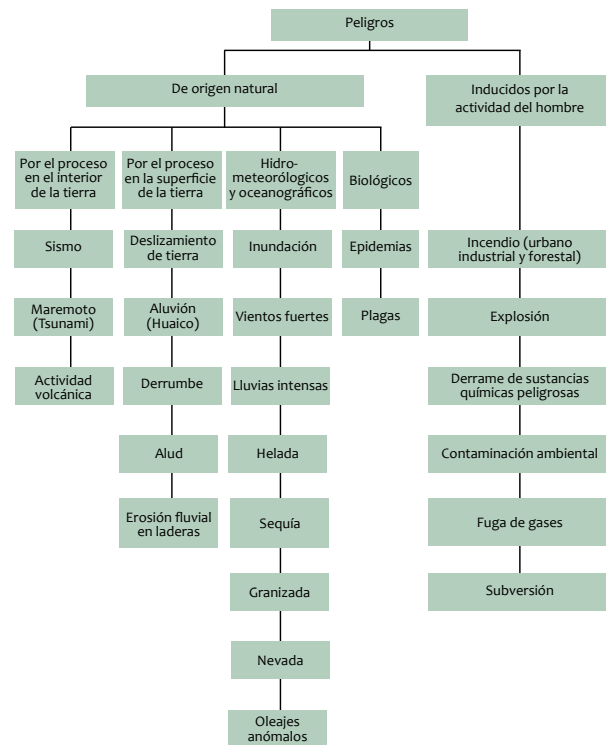 Peligros
De origen natural
Inducidos por la
actividad del hombre
Por el proceso
en el interior
de la tierra
Sismo
Maremoto
(Tsunami)
Actividad
volcánica
Por el proceso
en la superficie
de la tierra
Deslizamiento
de tierra
Aluvión
(Huaico)
Derrumbe
Alud
Erosión fluvial
en laderas
Hidro-
meteorólogicos
y oceanográficos
Inundación
Vientos fuertes
Lluvias intensas
Helada
Sequía
Granizada
Nevada
Oleajes
anómalos
Biológicos
Epidemias
Plagas
Incendio (urbano
industrial y forestal)
Explosión
Derrame de sustancias
químicas peligrosas
Contaminación ambiental
Fuga de gases
Subversión